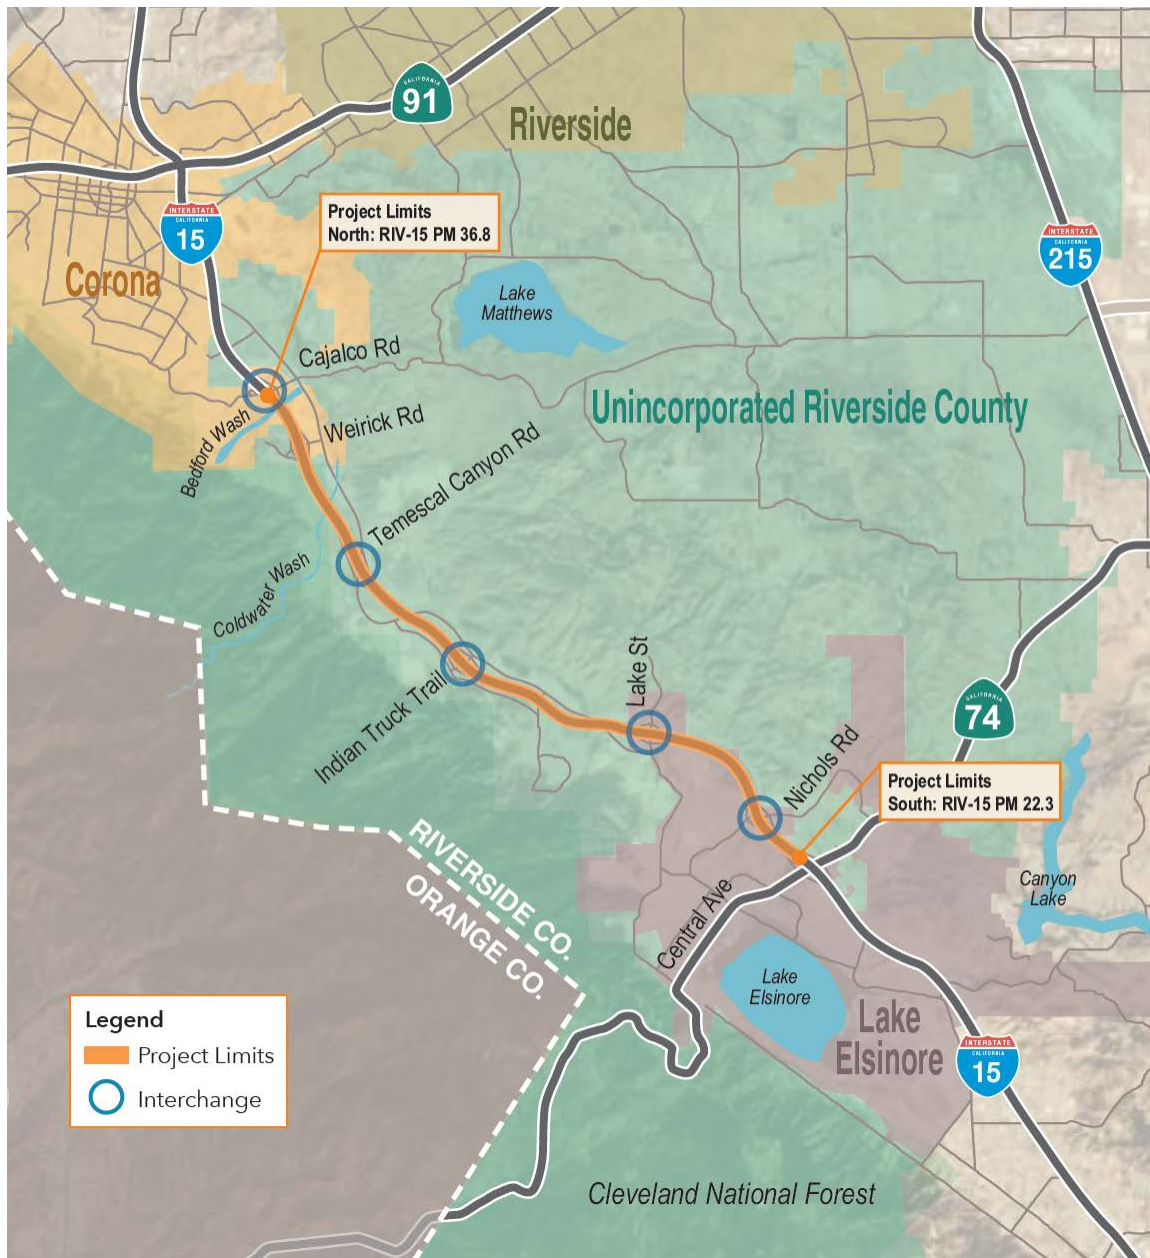 CALIFORNIA
91
Riverside
Project Limits
North: RIV-15 PM 36.8
INTERSTATE
CALIFORNIA
15
INTERSTATE
CALIFORNIA
215
Corona
Lake
Matthews
Cajalco Rd
Unincorporated Riverside County
Weirick Rd
Bedford Wash
Temescal Canyon Rd
Coldwater Wash
Lake St
Indian Truck Trail
CALIFORNIA
74
Nichols Rd
Project Limits
South: RIV-15 PM 22.3
RIVERSIDE CO.
ORANGE CO.
Canyon
Lake
Central Ave
Lake
Elsinore
Lake
Elsinore
INTERSTATE
CALIFORNIA
15
Legend
Project Limits
Interchange
Cleveland National Forest